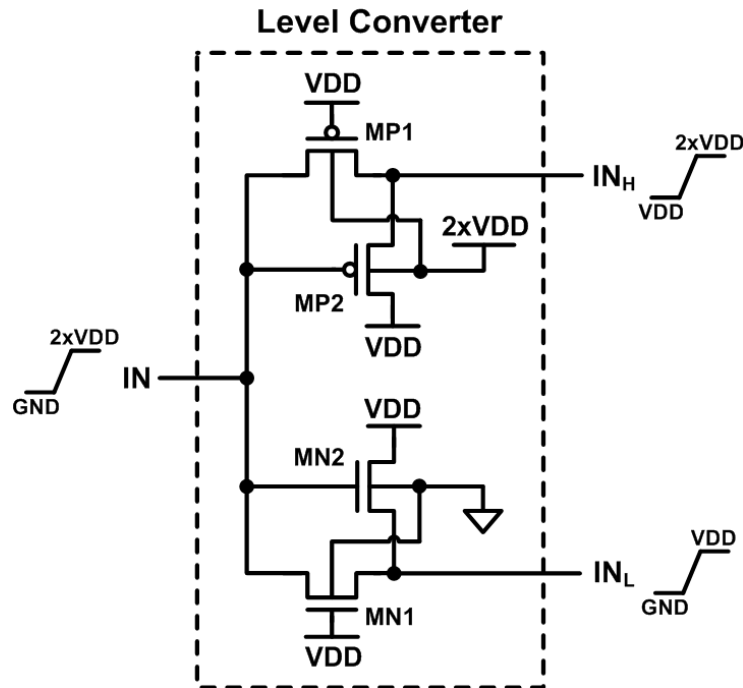 Level Converter
VDD
MP1
2xVDD
INH
VDD
2xVDD
MP2
VDD
2xVDD
IN
GND
VDD
MN2
VDD
INL
GND
MN1
VDD